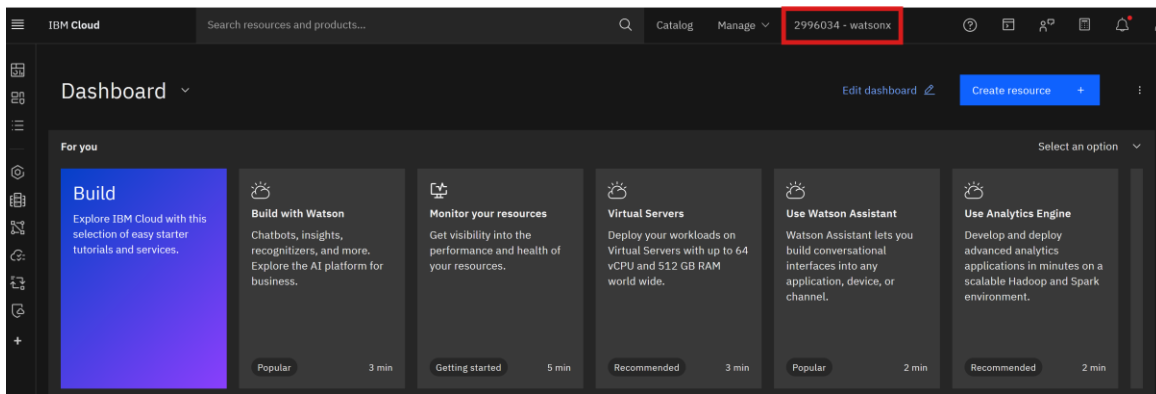 IBM Cloud
Search resources and products...
Catalog
Manage
2996034 - watsonx
Dashboard
Edit dashboard
Create resource +
For you
Select an option
Build
Explore IBM Cloud with this
selection of easy starter
tutorials and services.
Build with Watson
Chatbots, insights,
recognizers, and more.
Explore the AI platform for
business.
Popular
3 min
Monitor your resources
Get visibility into the
performance and health of
your resources.
Getting started
5 min
Virtual Servers
Deploy your workloads on
Virtual Servers with up to 64
vCPU and 512 GB RAM
world wide.
Recommended
3 min
Use Watson Assistant
Watson Assistant lets you
build conversational
interfaces into any
application, device, or
channel.
Popular
2 min
Use Analytics Engine
Develop and deploy
advanced analytics
applications in minutes on a
scalable Hadoop and Spark
environment.
Recommended
2 min